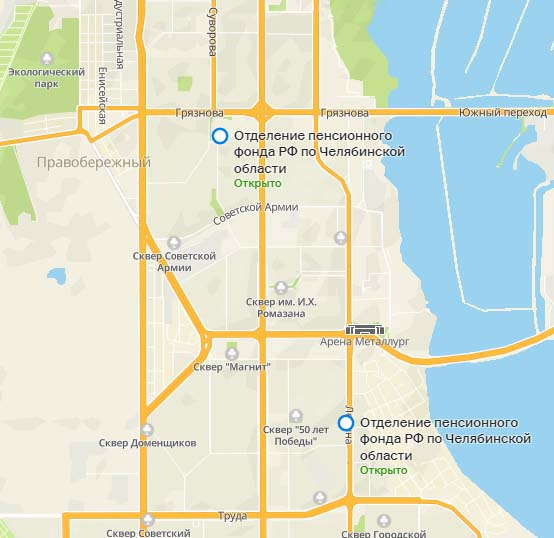 дустриальная
Суворова
Экологический
парк
Енисейская
Грязнова
Грязнова
Южный переход
Отделение пенсионного
фонда РФ по Челябинской
области
Открыто
Правобережный
Советской Армии
Сквер Советской
Армии
Сквер им. И.Х.
Ромазана
Арена Металлург
Сквер "Магнит"
Сквер "50 лет
Победы"
Отделение пенсионного
фонда РФ по Челябинской
области
Открыто
Сквер Доменщиков
Труда
Сквер Советский
Сквер Городской